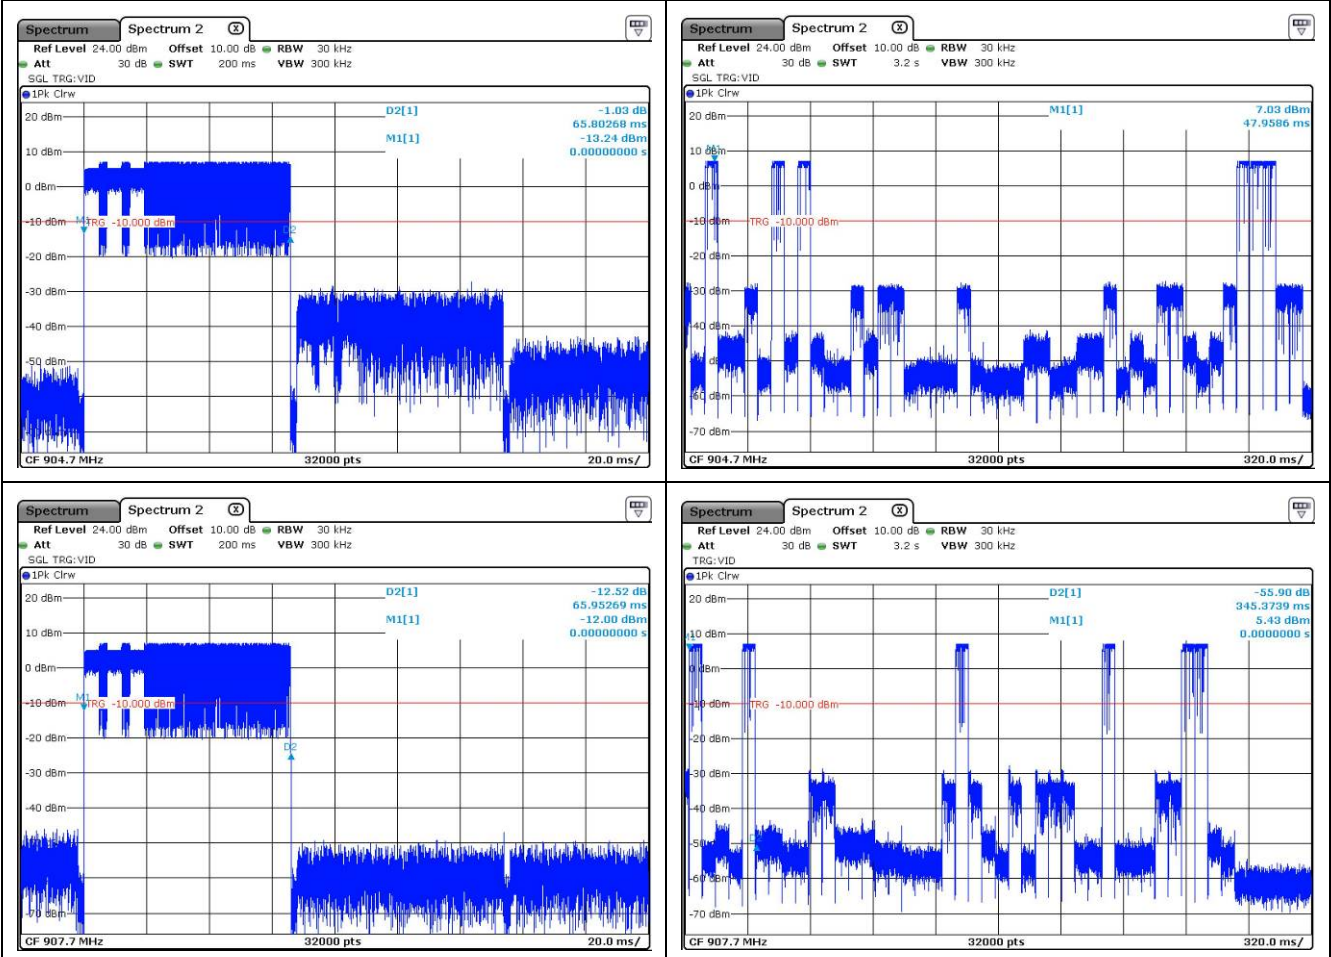 Spectrum Spectrum 2 X
Ref Level 24.00 dBm Offset 10.00 dB RBW 30 kHz
Att 30 dB SWT 200 ms VBW 300 kHz
SGL TRG:VID
1Pk Clrw
D2[1] -1.03 dB
65.80268 ms
M1[1] -13.24 dBm
0.00000000 s
20 dBm
10 dBm
0 dBm
-10 dBm
M1
TRG -10.000 dBm
D2
-20 dBm
-30 dBm
-40 dBm
-50 dBm
-60 dBm
-70 dBm
CF 904.7 MHz 32000 pts 20.0 ms/
Spectrum Spectrum 2 X
Ref Level 24.00 dBm Offset 10.00 dB RBW 30 kHz
Att 30 dB SWT 3.2 s VBW 300 kHz
SGL TRG:VID
1Pk Clrw
M1[1] 7.03 dBm
47.9586 ms
20 dBm
10 dBm
M1
0 dBm
-10 dBm
TRG -10.000 dBm
-20 dBm
-30 dBm
-40 dBm
-60 dBm
-70 dBm
CF 904.7 MHz 32000 pts 320.0 ms/
Spectrum Spectrum 2 X
Ref Level 24.00 dBm Offset 10.00 dB RBW 30 kHz
Att 30 dB SWT 200 ms VBW 300 kHz
SGL TRG:VID
1Pk Clrw
D2[1] -12.52 dB
65.95269 ms
M1[1] -12.00 dBm
0.00000000 s
20 dBm
10 dBm
0 dBm
M1
-10 dBm
TRG -10.000 dBm
-20 dBm
D2
-30 dBm
-40 dBm
-70 dBm
CF 907.7 MHz 32000 pts 20.0 ms/
Spectrum Spectrum 2 X
Ref Level 24.00 dBm Offset 10.00 dB RBW 30 kHz
Att 30 dB SWT 3.2 s VBW 300 kHz
TRG:VID
1Pk Clrw
D2[1] -55.90 dB
345.3739 ms
M1[1] 5.43 dBm
0.0000000 s
20 dBm
M1
10 dBm
0 dBm
-10 dBm
TRG -10.000 dBm
-20 dBm
-30 dBm
-40 dBm
-50 dBm
-60 dBm
-70 dBm
CF 907.7 MHz 32000 pts 320.0 ms/